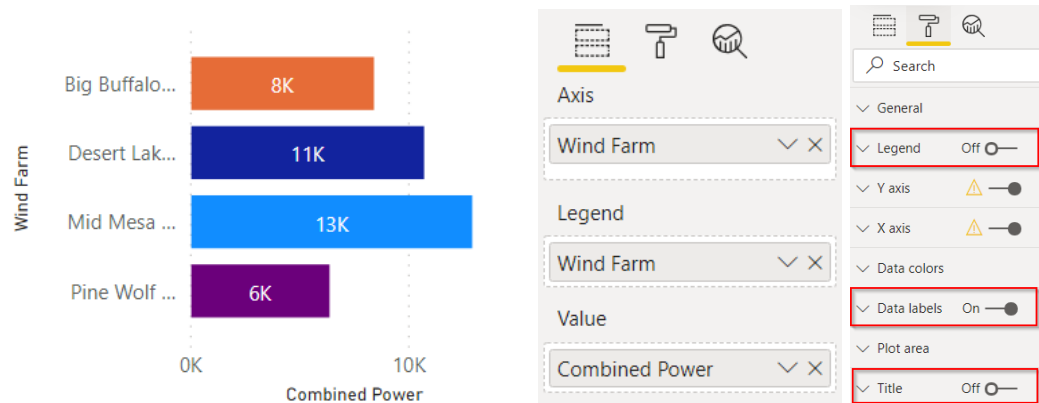 Wind Farm
Big Buffalo...
8K
Desert Lak...
11K
Mid Mesa ...
13K
Pine Wolf ...
6K
0K
10K
Combined Power
Axis
Wind Farm
Legend
Wind Farm
Value
Combined Power
Search
General
Legend Off
Y axis
X axis
Data colors
Data labels On
Plot area
Title Off